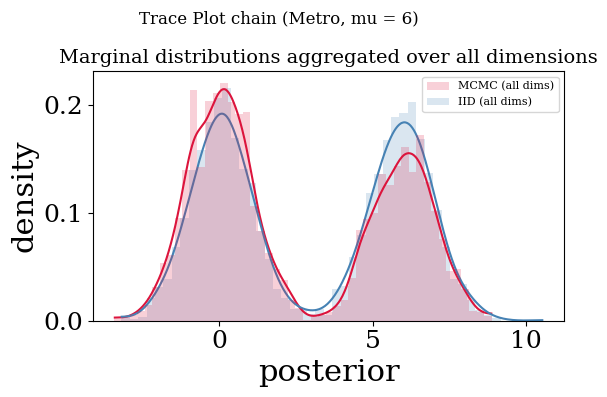 Trace Plot chain (Metro, mu = 6)
Marginal distributions aggregated over all dimensions
MCMC (all dims)
IID (all dims)
density
0.2
0.1
0.0
0 5 10
posterior